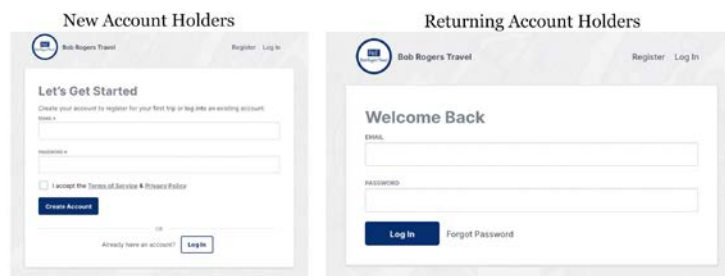 New Account Holders
Bob Rogers Travel
Register Log In
Let's Get Started
Create your account to register for your first trip or log into an existing account.
EMAIL *
PASSWORD *
I accept the Terms of Service & Privacy Policy
Create Account
OR
Already have an account? Log In
Returning Account Holders
Bob Rogers Travel
Register Log In
Welcome Back
EMAIL
PASSWORD
Log In Forgot Password